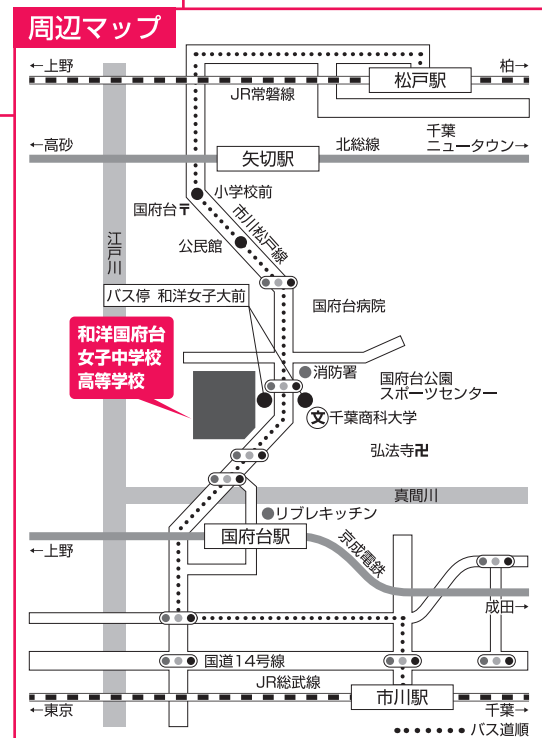 周辺マップ
←上野
柏→
松戸駅
JR常磐線
←高砂
矢切駅
北総線
千葉
ニュータウン→
小学校前
国府台〒
市川松戸線
公民館
江戸川
バス停 和洋女子大前
国府台病院
和洋国府台
女子中学校
高等学校
消防署
国府台公園
スポーツセンター
文千葉商科大学
弘法寺卍
真間川
リブレキッチン
国府台駅
京成電鉄
←上野
成田→
国道14号線
JR総武線
市川駅
←東京
千葉→
バス道順